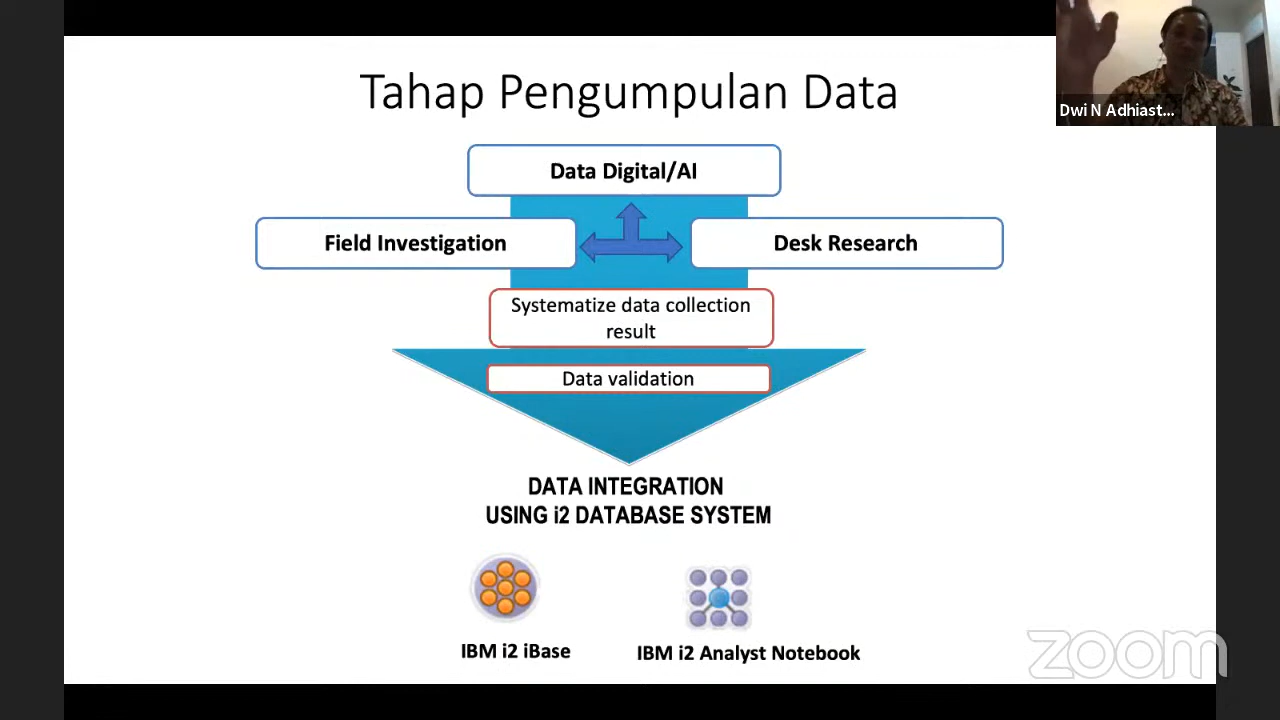 Tahap Pengumpulan Data
Dwi N Adhiast...
Data Digital/AI
Field Investigation
Desk Research
Systematize data collection
result
Data validation
DATA INTEGRATION
USING i2 DATABASE SYSTEM
IBM i2 iBase
IBM i2 Analyst Notebook
zoom